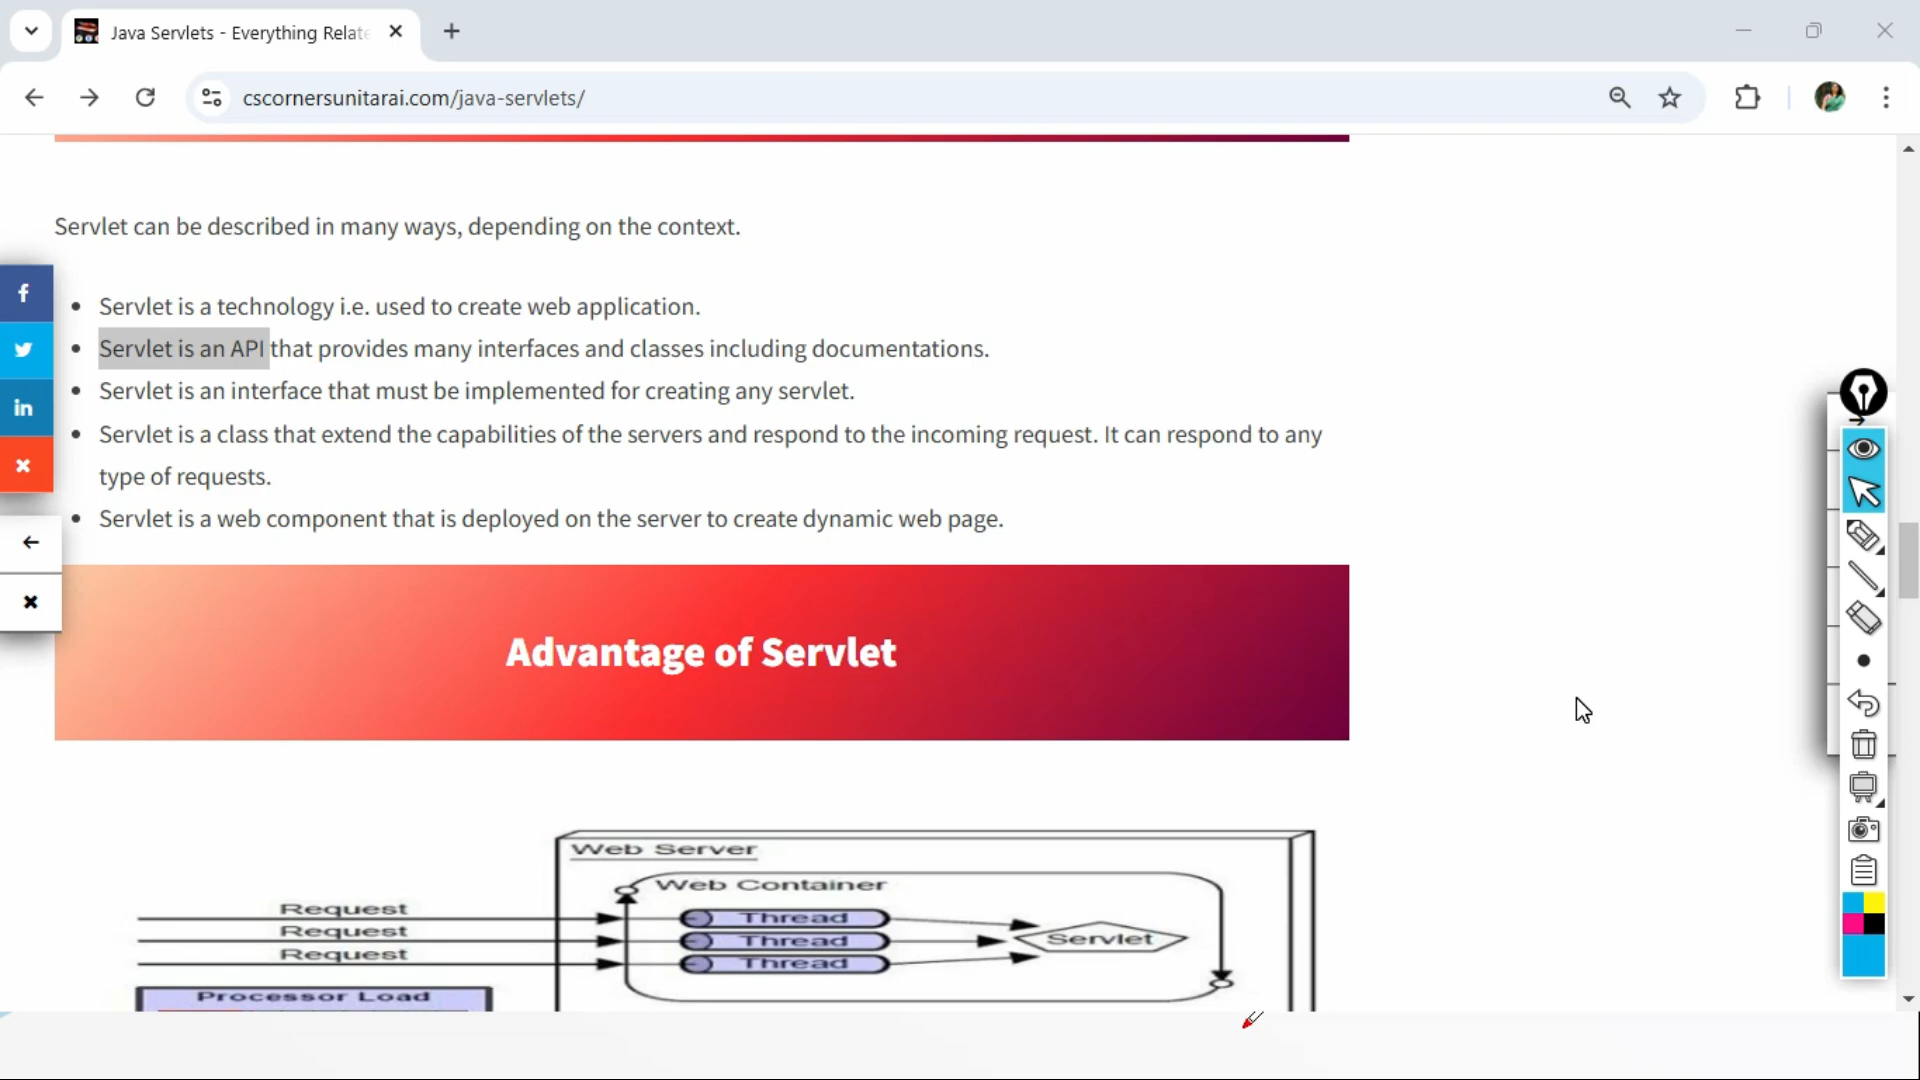 Java Servlets - Everything Relate
cscornersunitarai.com/java-servlets/
Servlet can be described in many ways, depending on the context.
Servlet is a technology i.e. used to create web application.
Servlet is an API that provides many interfaces and classes including documentations.
Servlet is an interface that must be implemented for creating any servlet.
Servlet is a class that extend the capabilities of the servers and respond to the incoming request. It can respond to any
type of requests.
Servlet is a web component that is deployed on the server to create dynamic web page.
Advantage of Servlet
Web Server
Web Container
Request
Thread
Request
Thread
Servlet
Request
Thread
Processor Load